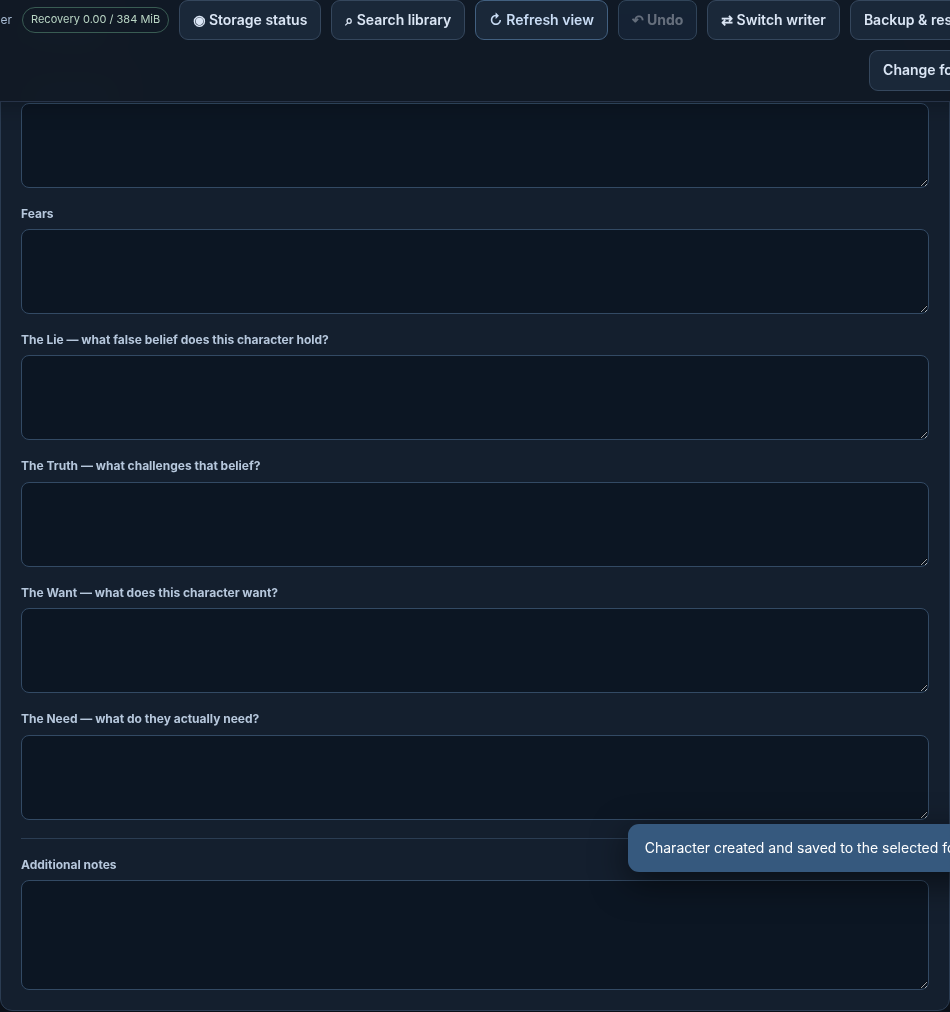 er Recovery 0.00 / 384 MiB ◉ Storage status ⌕ Search library ↻ Refresh view ↶ Undo ⇄ Switch writer Backup & res
Change fo
Fears
The Lie — what false belief does this character hold?
The Truth — what challenges that belief?
The Want — what does this character want?
The Need — what do they actually need?
Character created and saved to the selected fo
Additional notes